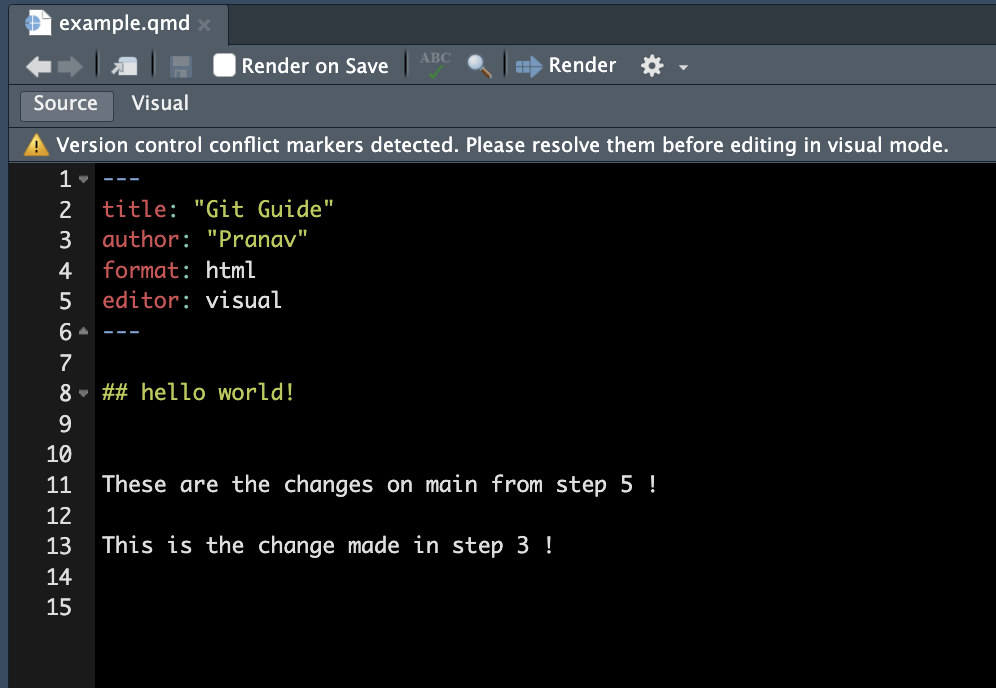 example.qmd
Render on Save ABC Render
Source Visual
Version control conflict markers detected. Please resolve them before editing in visual mode.
1 ---
2 title: "Git Guide"
3 author: "Pranav"
4 format: html
5 editor: visual
6 ---
7
8 ## hello world!
9
10
11 These are the changes on main from step 5 !
12
13 This is the change made in step 3 !
14
15